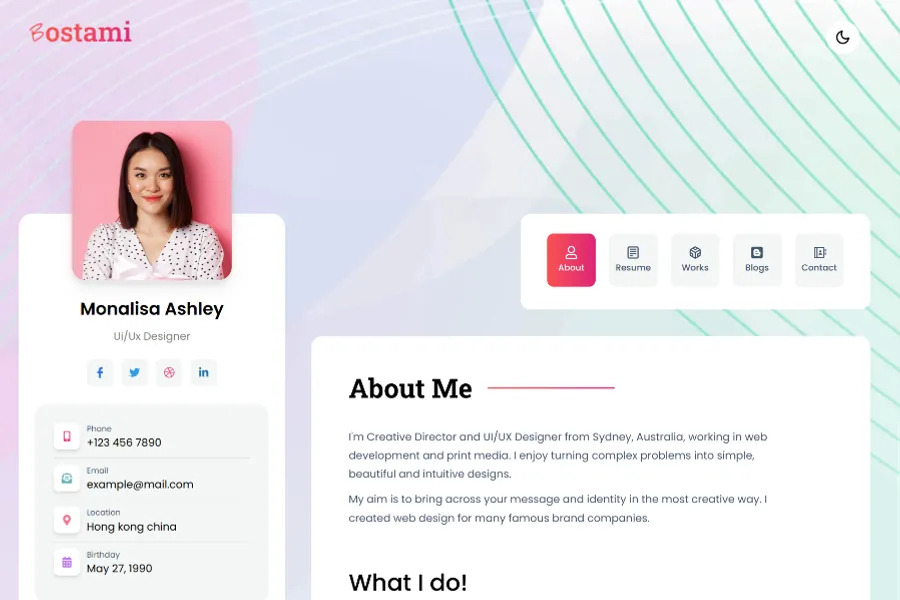 Bostami
Monalisa Ashley
Ui/Ux Designer
Phone
+123 456 7890
Email
example@mail.com
Location
Hong kong china
Birthday
May 27, 1990
About
Resume
Works
Blogs
Contact
About Me
I'm Creative Director and UI/UX Designer from Sydney, Australia, working in web
development and print media. I enjoy turning complex problems into simple,
beautiful and intuitive designs.
My aim is to bring across your message and identity in the most creative way. I
created web design for many famous brand companies.
What I do!